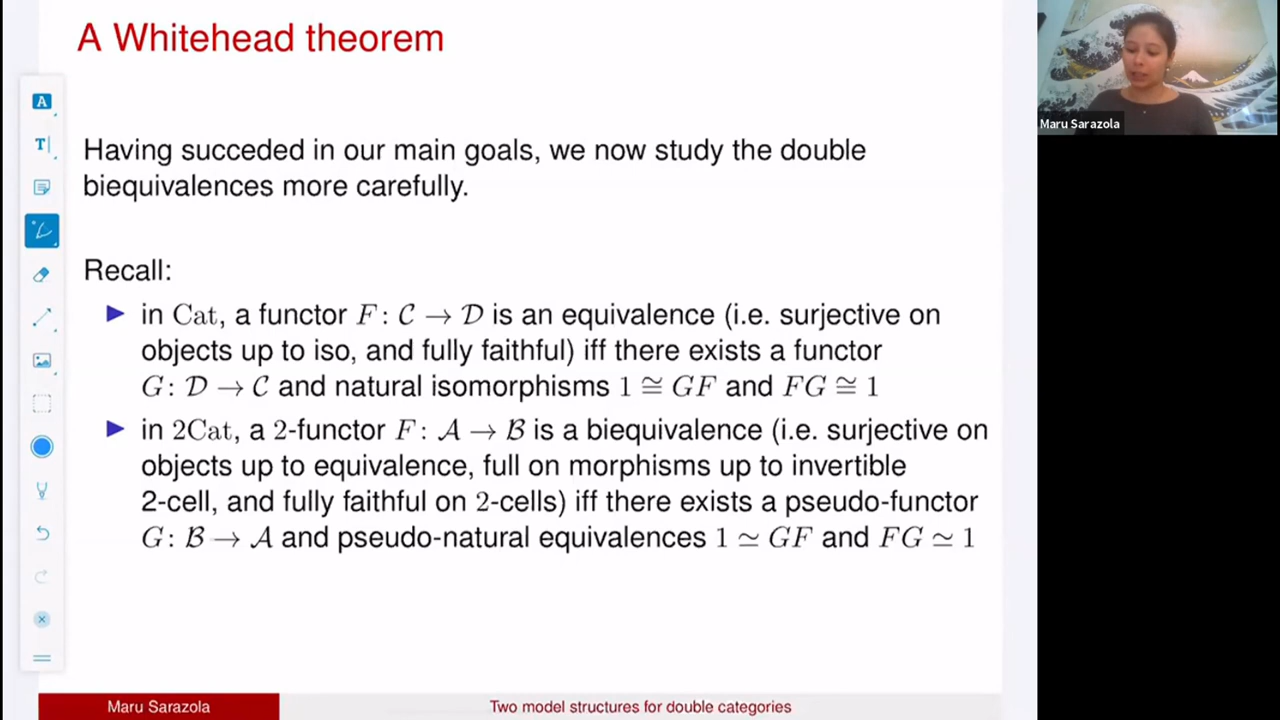 A Whitehead theorem
Having succeded in our main goals, we now study the double
biequivalences more carefully.
Recall:
▶ in Cat, a functor F: 𝒞 → 𝒟 is an equivalence (i.e. surjective on
objects up to iso, and fully faithful) iff there exists a functor
G: 𝒟 → 𝒞 and natural isomorphisms 1 ≅ GF and FG ≅ 1
▶ in 2Cat, a 2-functor F: 𝒜 → ℬ is a biequivalence (i.e. surjective on
objects up to equivalence, full on morphisms up to invertible
2-cell, and fully faithful on 2-cells) iff there exists a pseudo-functor
G: ℬ → 𝒜 and pseudo-natural equivalences 1 ≃ GF and FG ≃ 1
Maru Sarazola
Two model structures for double categories
Maru Sarazola
A
T